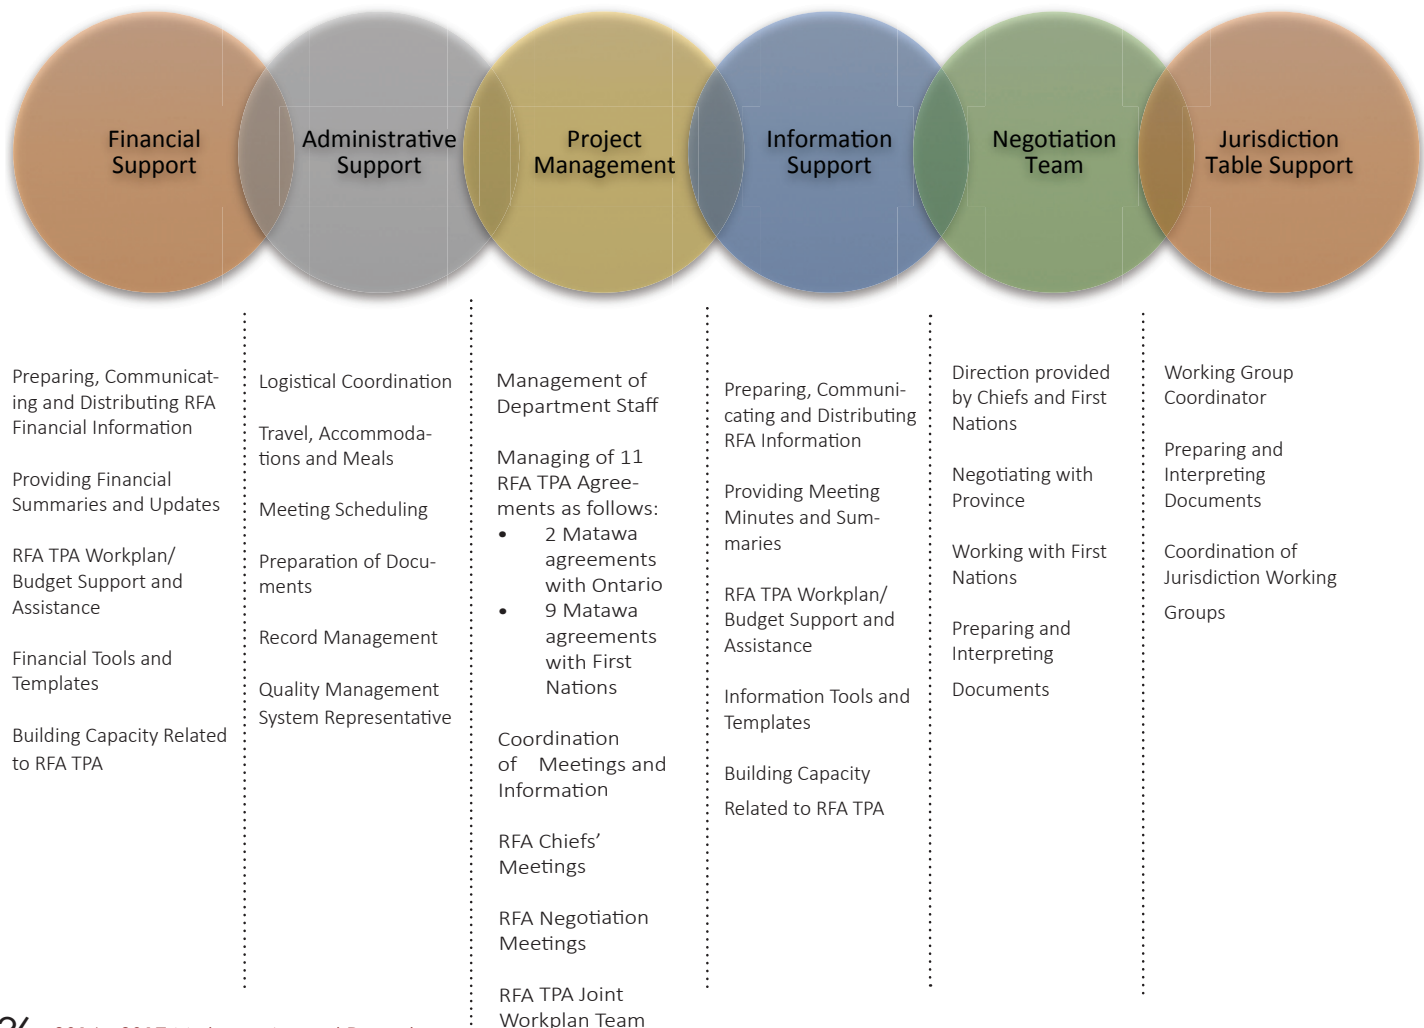 Financial
Support
Administrative
Support
Project
Management
Information
Support
Negotiation
Team
Jurisdiction
Table Support
Preparing, Communicat-
ing and Distributing RFA
Financial Information
Providing Financial
Summaries and Updates
RFA TPA Workplan/
Budget Support and
Assistance
Financial Tools and
Templates
Building Capacity Related
to RFA TPA
Logistical Coordination
Travel, Accommoda-
tions and Meals
Meeting Scheduling
Preparation of Docu-
ments
Record Management
Quality Management
System Representative
Management of
Department Staff
Managing of 11
RFA TPA Agree-
ments as follows:
• 2 Matawa
agreements
with Ontario
• 9 Matawa
agreements
with First
Nations
Coordination
of Meetings and
Information
RFA Chiefs’
Meetings
RFA Negotiation
Meetings
RFA TPA Joint
Workplan Team
Preparing, Communi-
cating and Distributing
RFA Information
Providing Meeting
Minutes and Sum-
maries
RFA TPA Workplan/
Budget Support and
Assistance
Information Tools and
Templates
Building Capacity
Related to RFA TPA
Direction provided
by Chiefs and First
Nations
Negotiating with
Province
Working with First
Nations
Preparing and
Interpreting
Documents
Working Group
Coordinator
Preparing and
Interpreting
Documents
Coordination of
Jurisdiction Working
Groups